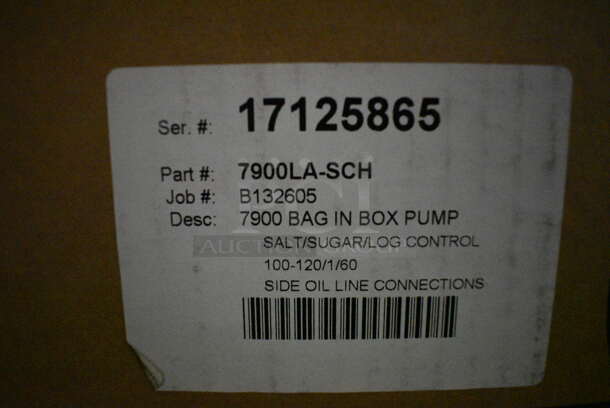 Ser. #: 17125865
Part #: 7900LA-SCH
Job #: B132605
Desc: 7900 BAG IN BOX PUMP
SALT/SUGAR/LOG CONTROL
100-120/1/60
SIDE OIL LINE CONNECTIONS